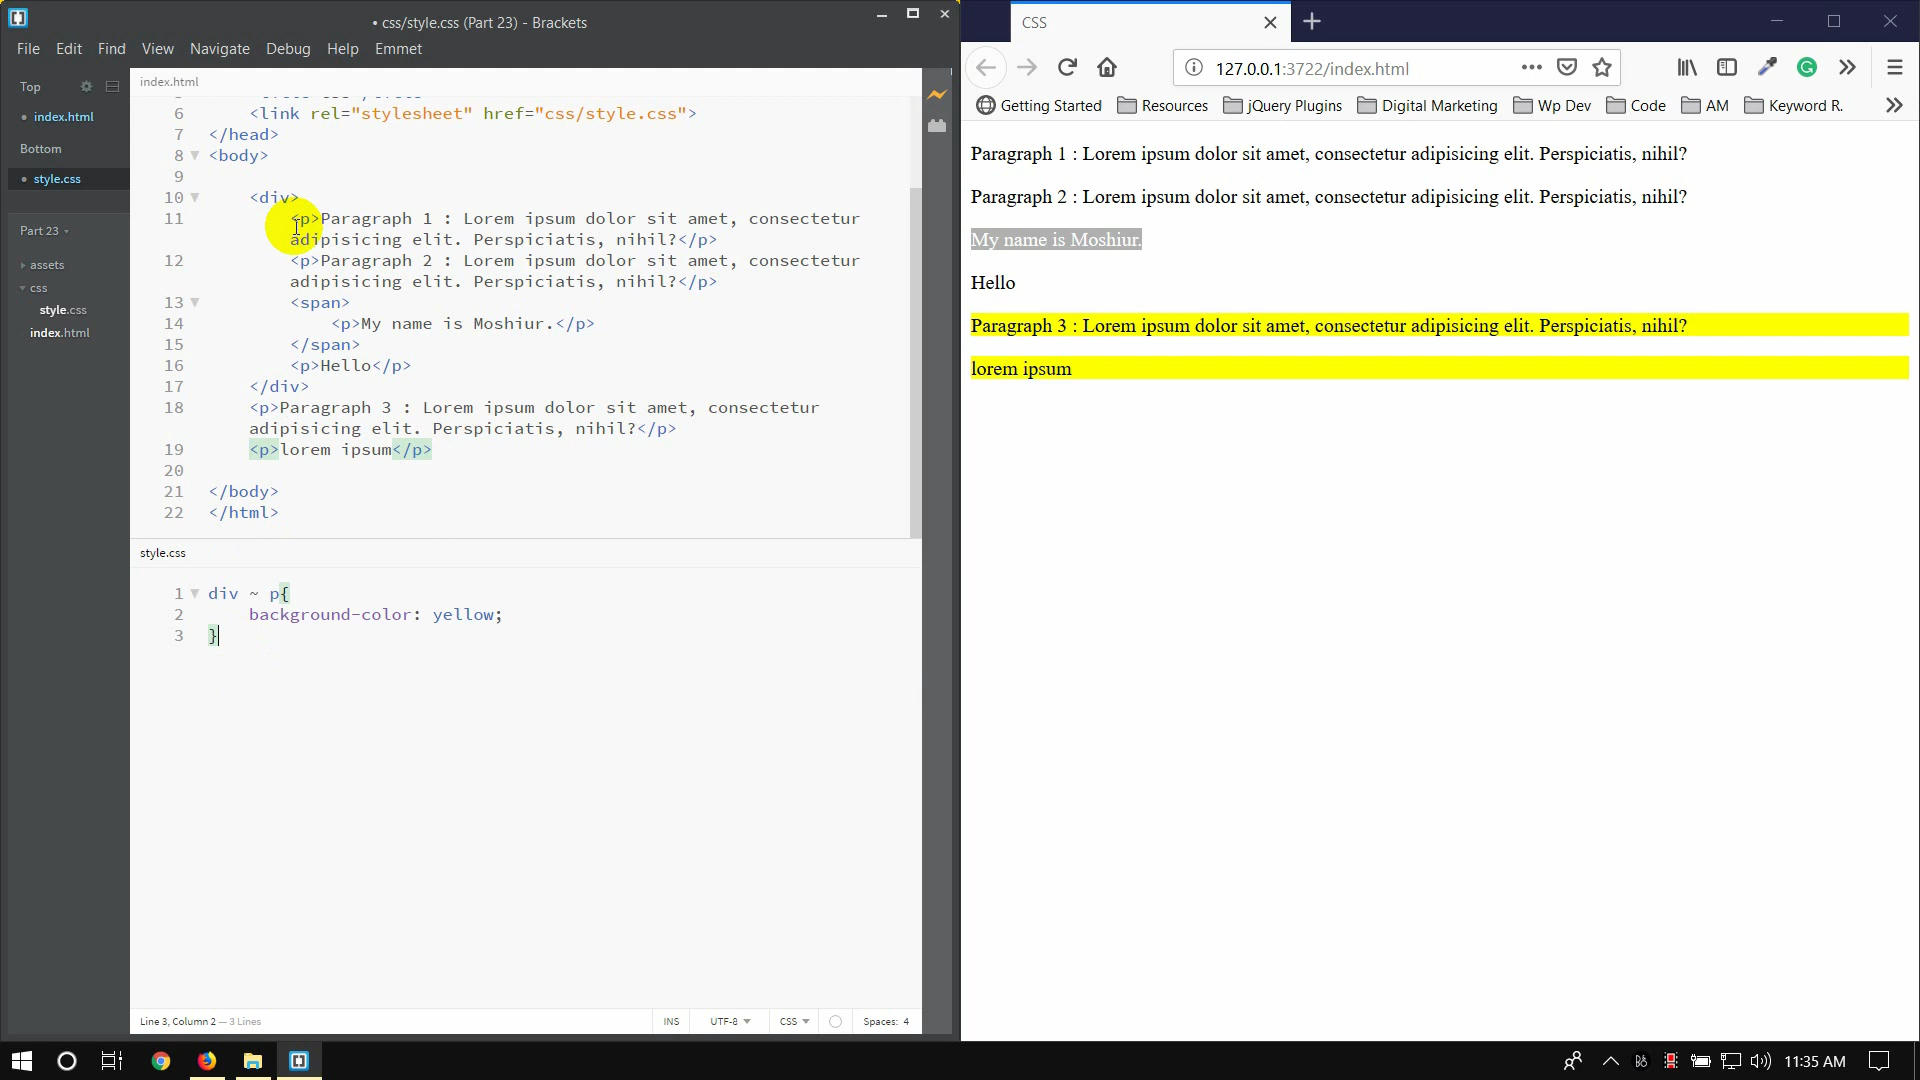 • css/style.css (Part 23) - Brackets
File Edit Find View Navigate Debug Help Emmet
Top
• index.html
Bottom
• style.css
Part 23
assets
css
style.css
index.html
index.html
6 <link rel="stylesheet" href="css/style.css">
7 </head>
8 <body>
9
10 <div>
11 <p>Paragraph 1 : Lorem ipsum dolor sit amet, consectetur
adipisicing elit. Perspiciatis, nihil?</p>
12 <p>Paragraph 2 : Lorem ipsum dolor sit amet, consectetur
adipisicing elit. Perspiciatis, nihil?</p>
13 <span>
14 <p>My name is Moshiur.</p>
15 </span>
16 <p>Hello</p>
17 </div>
18 <p>Paragraph 3 : Lorem ipsum dolor sit amet, consectetur
adipisicing elit. Perspiciatis, nihil?</p>
19 <p>lorem ipsum</p>
20
21 </body>
22 </html>
style.css
1 div ~ p{
2 background-color: yellow;
3 }
Line 3, Column 2 — 3 Lines
INS UTF-8 CSS Spaces: 4
CSS
127.0.0.1:3722/index.html
Getting Started Resources jQuery Plugins Digital Marketing Wp Dev Code AM Keyword R.
Paragraph 1 : Lorem ipsum dolor sit amet, consectetur adipisicing elit. Perspiciatis, nihil?
Paragraph 2 : Lorem ipsum dolor sit amet, consectetur adipisicing elit. Perspiciatis, nihil?
My name is Moshiur.
Hello
Paragraph 3 : Lorem ipsum dolor sit amet, consectetur adipisicing elit. Perspiciatis, nihil?
lorem ipsum
11:35 AM